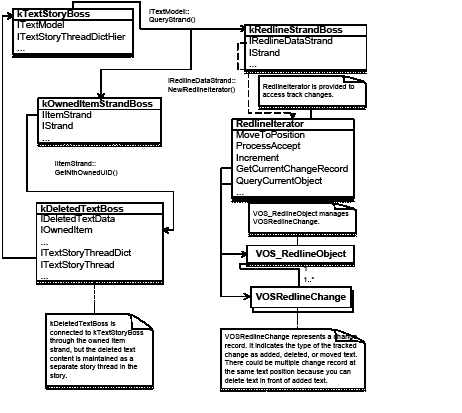 kTextStoryBoss
ITextModel
ITextStoryThreadDictHier
...
ITextModel::
QueryStrand()
kRedlineStrandBoss
IRedlineDataStrand
IStrand
...
IRedlineDataStrand::
NewRedlineIterator()
RedlineIterator is provided to
access track changes.
kOwnedItemStrandBoss
IItemStrand
IStrand
...
RedlineIterator
MoveToPosition
ProcessAccept
Increment
GetCurrentChangeRecord
QueryCurrentObject
...
IItemStrand::
GetNthOwnedUID()
kDeletedTextBoss
IDeletedTextData
IOwnedItem
...
ITextStoryThreadDict
ITextStoryThread
...
VOS_RedlineObject manages
VOSRedlineChange.
VOS_RedlineObject
1
1..*
VOSRedlineChange
kDeletedTextBoss is
connected to kTextStoryBoss
through the owned item
strand, but the deleted text
content is maintained as a
separate story thread in the
story.
VOSRedlineChange represents a change
record. It indicates the type of the tracked
change as added, deleted, or moved text.
There could be multiple change record at
the same text position because you can
delete text in front of added text.